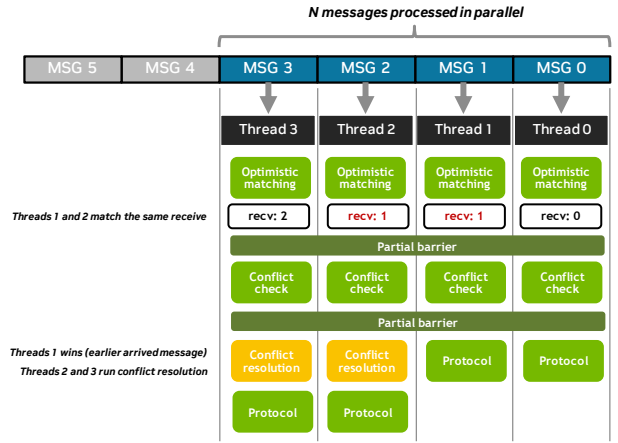 N messages processed in parallel
MSG 5 MSG 4 MSG 3 MSG 2 MSG 1 MSG 0
Thread 3 Thread 2 Thread 1 Thread 0
Optimistic matching Optimistic matching Optimistic matching Optimistic matching
Threads 1 and 2 match the same receive recv: 2 recv: 1 recv: 1 recv: 0
Partial barrier
Conflict check Conflict check Conflict check Conflict check
Partial barrier
Threads 1 wins (earlier arrived message)
Threads 2 and 3 run conflict resolution
Conflict resolution Conflict resolution Protocol Protocol
Protocol Protocol